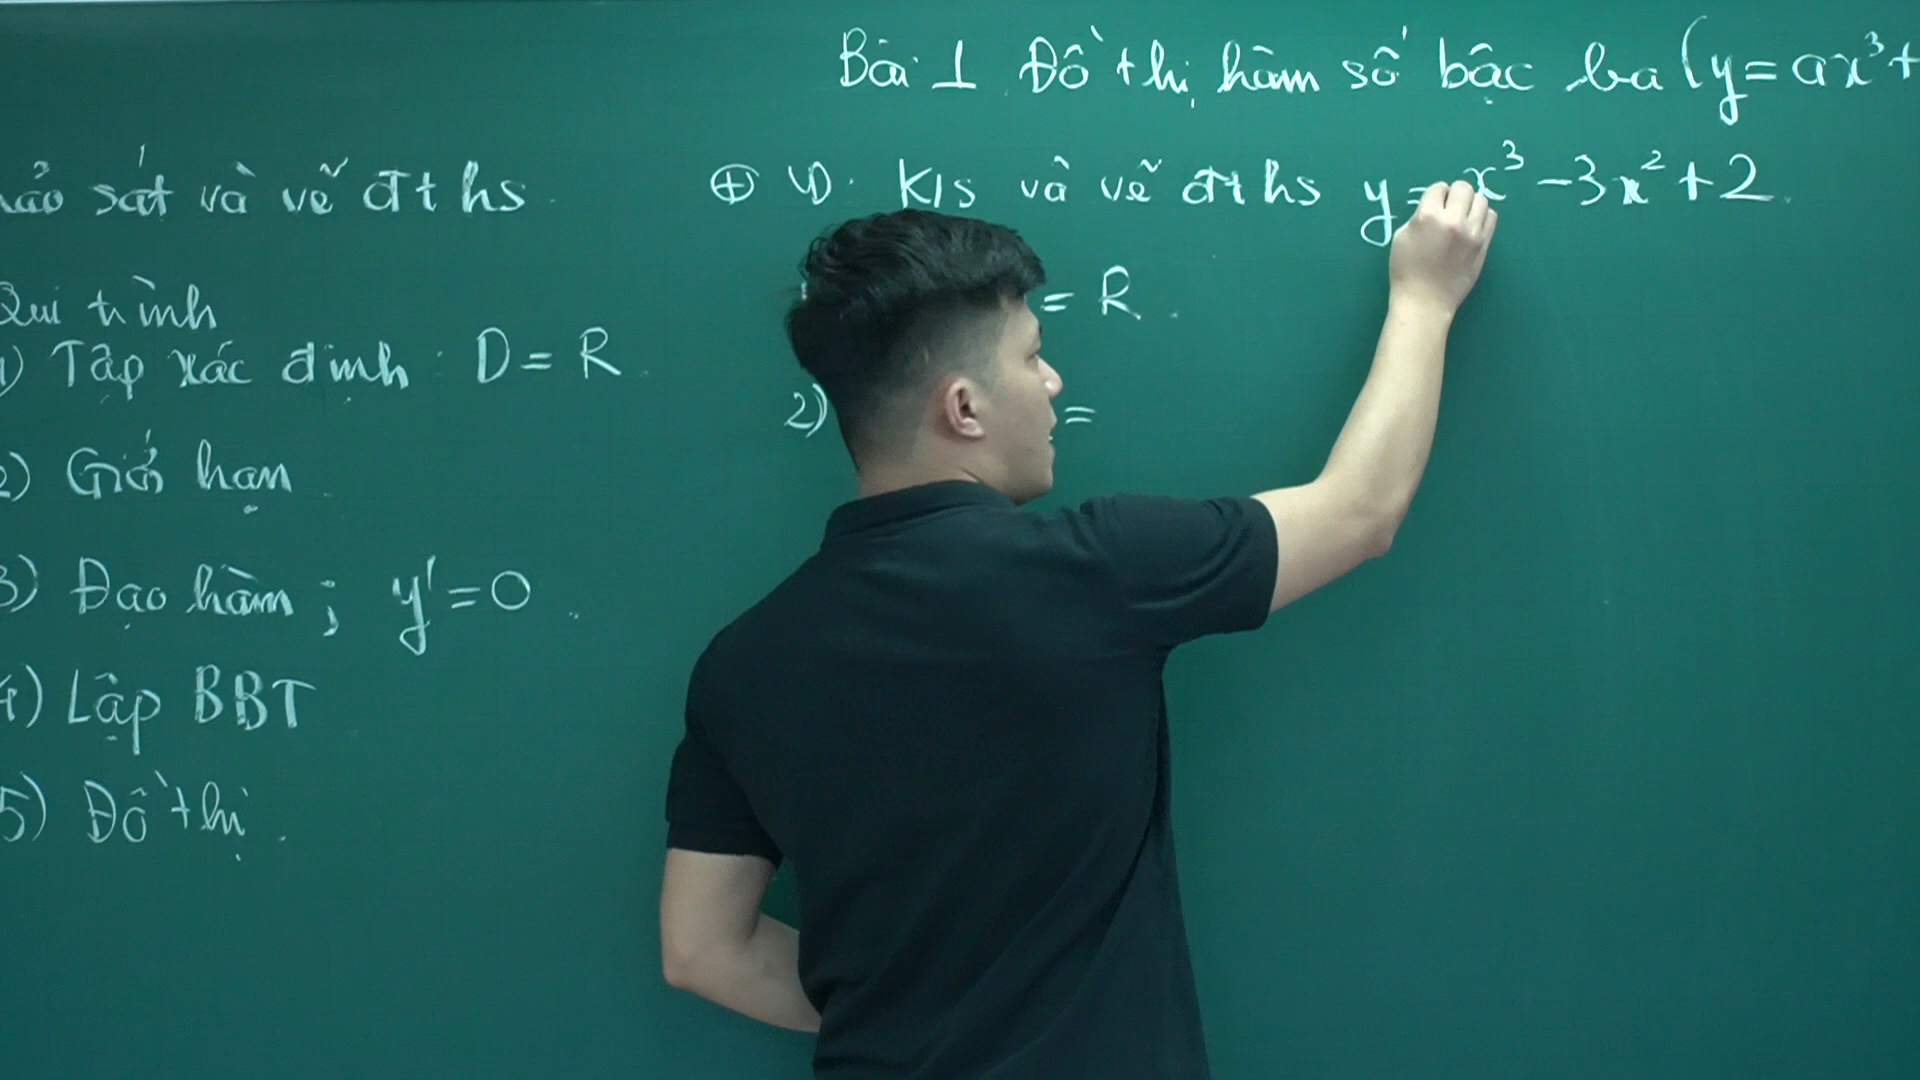 Bài 1 Đồ thị hàm số bậc ba (y = ax³ +
sát và vẽ đt hs
Qui trình
1) Tập xác định : D = R
2) Giới hạn
3) Đạo hàm ; y' = 0
4) Lập BBT
5) Đồ thị
⊕ VD. K/s và vẽ đt hs y = x³ - 3x² + 2
= R
2) =